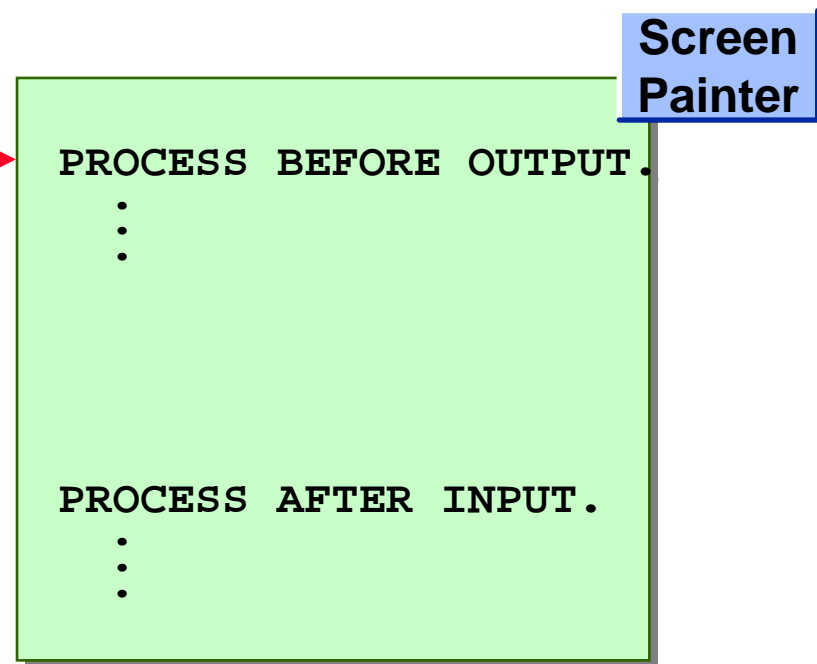 Screen
Painter
PROCESS BEFORE OUTPUT.
.
.
.
PROCESS AFTER INPUT.
.
.
.